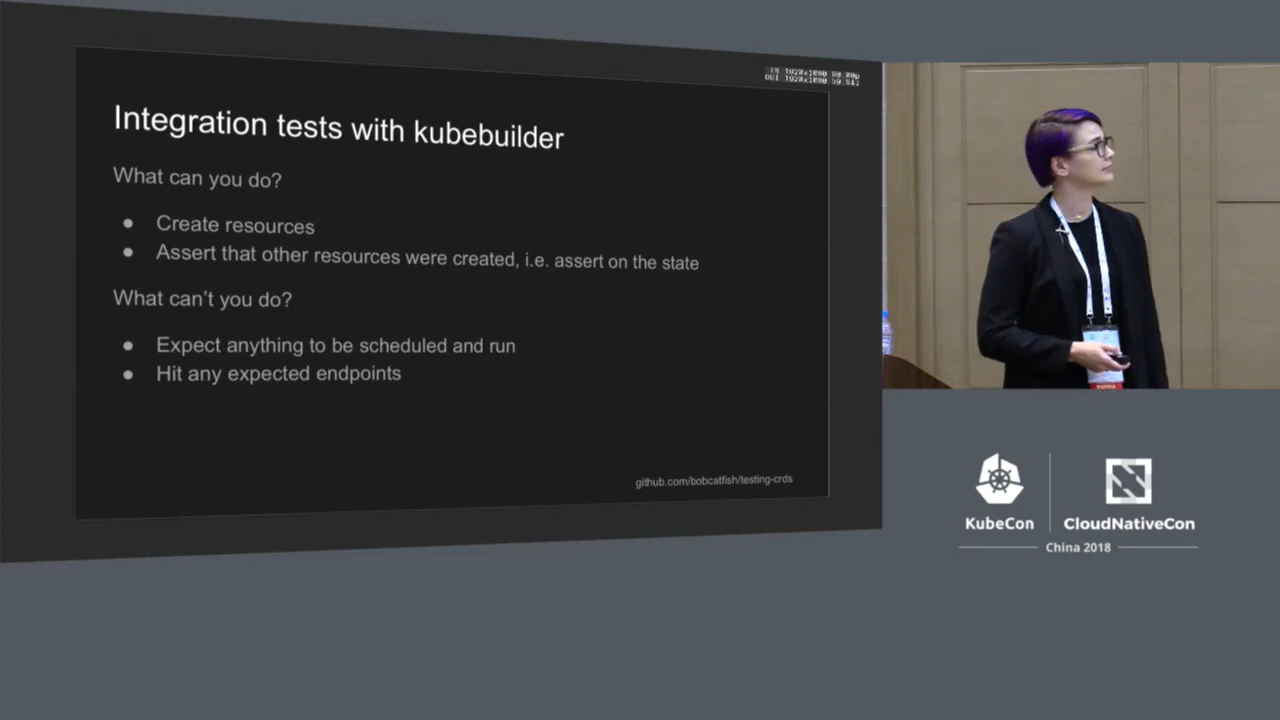 Integration tests with kubebuilder
What can you do?
● Create resources
● Assert that other resources were created, i.e. assert on the state
What can't you do?
● Expect anything to be scheduled and run
● Hit any expected endpoints
github.com/bobcatfish/testing-crds
KubeCon
CloudNativeCon
China 2018